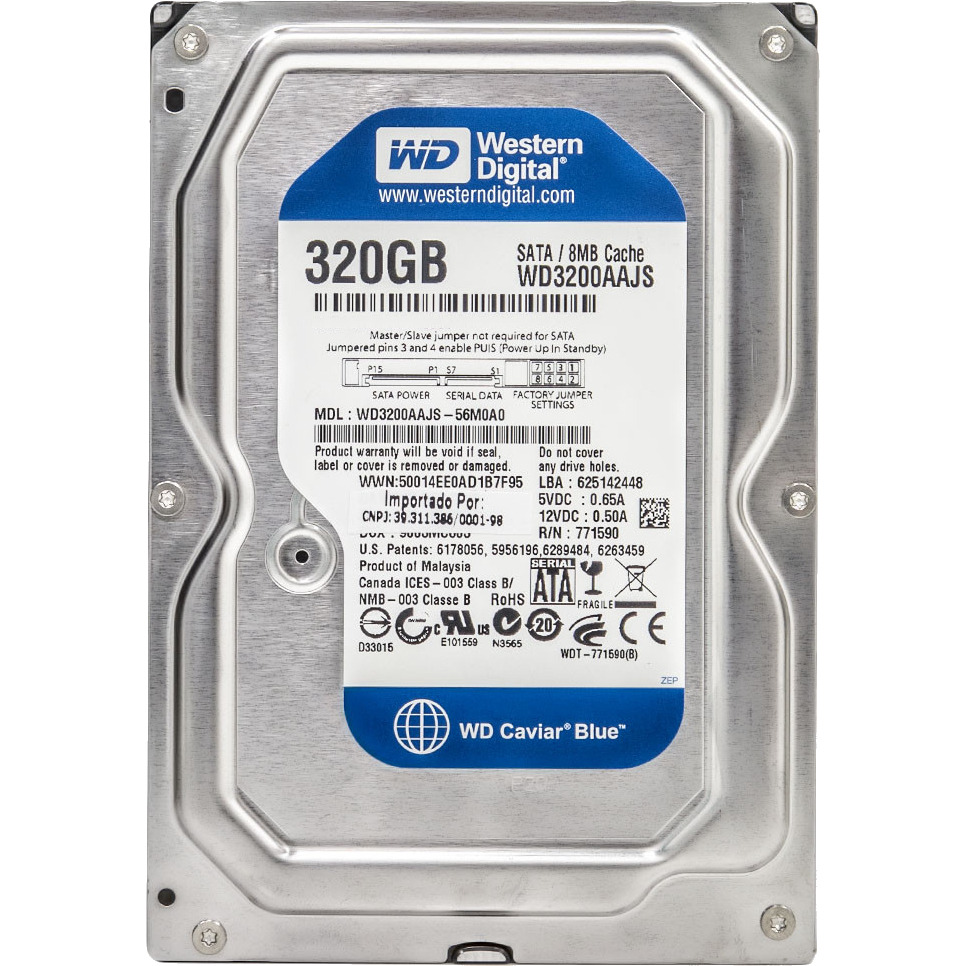 WD Western
Digital®
www.westerndigital.com
320GB
SATA / 8MB Cache
WD3200AAJS
Master/Slave jumper not required for SATA
Jumpered pins 3 and 4 enable PUIS (Power Up In Standby)
P15 P1 S7 S1 7 5 3 1
8 6 4 2
SATA POWER SERIAL DATA FACTORY JUMPER
SETTINGS
MDL : WD3200AAJS – 56M0A0
Product warranty will be void if seal,
label or cover is removed or damaged.
Do not cover
any drive holes.
WWN:50014EE0AD1B7F95
LBA : 625142448
Importado Por:
5VDC : 0.65A
CNPJ: 39.311.386/0001-98
12VDC : 0.50A
R/N : 771590
U.S. Patents: 6178056, 5956196,6289484, 6263459
Product of Malaysia
Canada ICES – 003 Class B/
NMB – 003 Classe B RoHS
SERIAL
ATA
FRAGILE
c US 20 CE
D33015 E101559 N3565
WDT – 771590(B)
ZEP
WD Caviar® Blue™